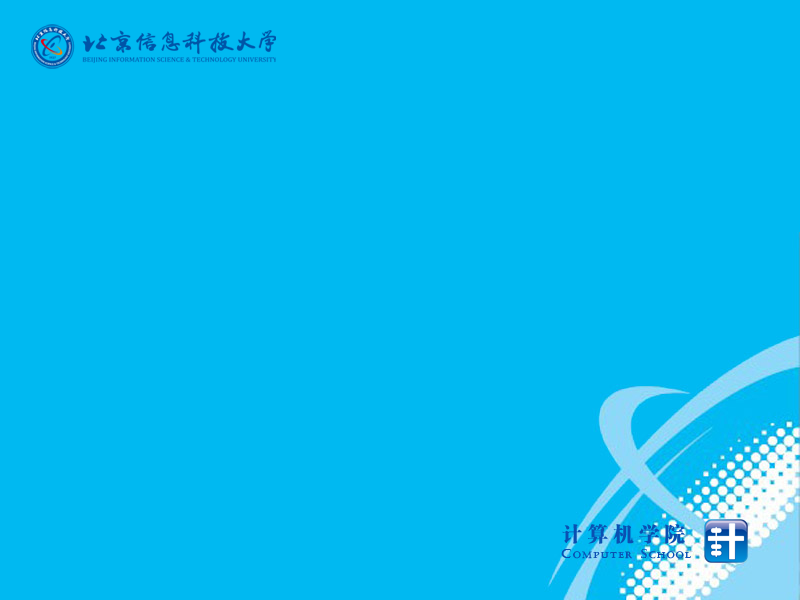 北京信息科技大学
BEIJING INFORMATION SCIENCE & TECHNOLOGY UNIVERSITY
计算机学院
COMPUTER SCHOOL
計